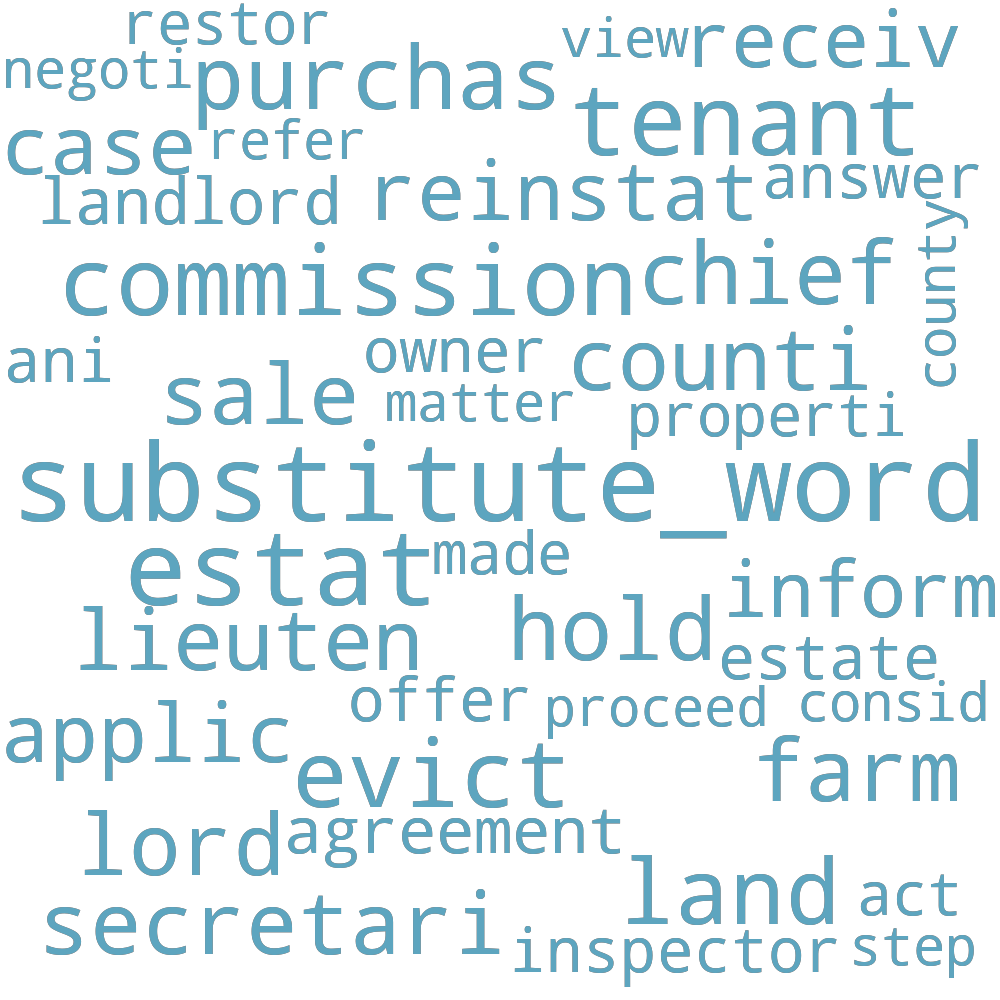 restor
view receiv
negoti purchas
tenant
case refer
landlord reinstat answer
county
commission chief
ani owner counti
sale matter properti
substitute_word
estat made
inform
lieuten hold
estate
offer proceed consid
applic
evict farm
lord agreement
land act
secretari inspector step